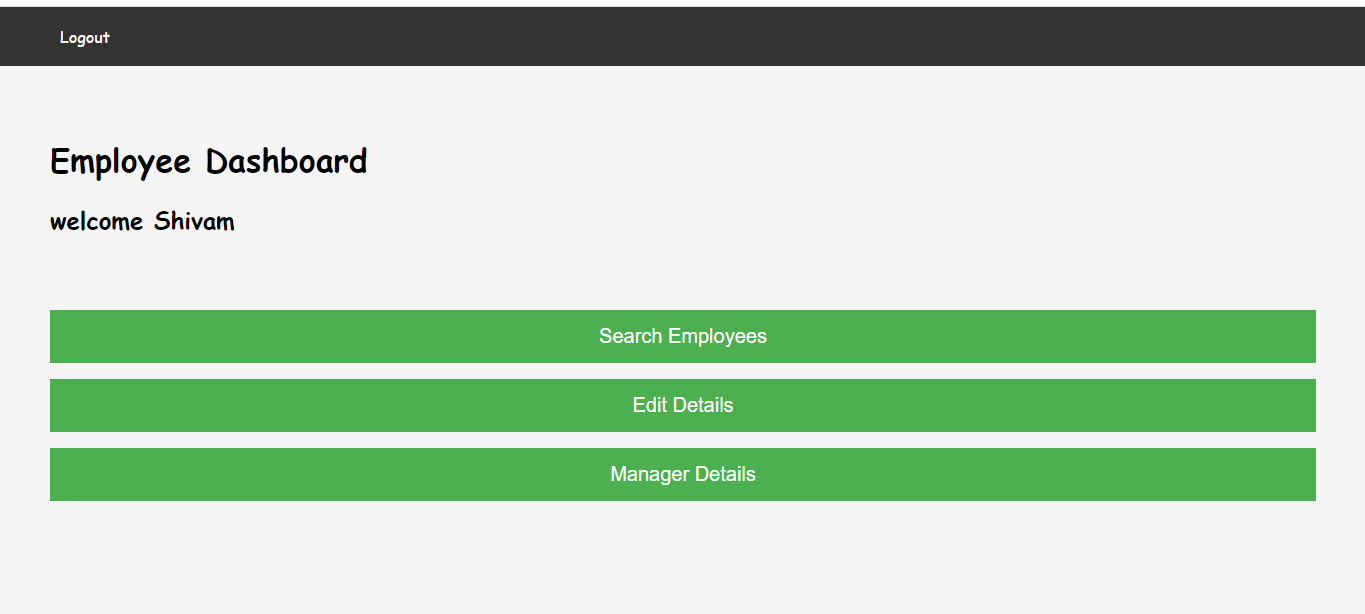 Logout
Employee Dashboard
welcome Shivam
Search Employees
Edit Details
Manager Details